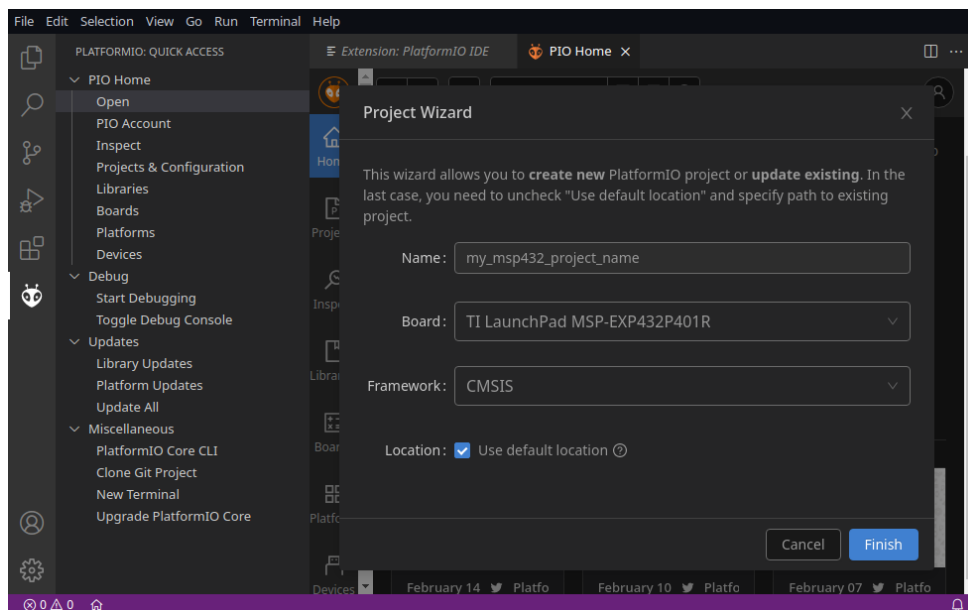 File Edit Selection View Go Run Terminal Help
PLATFORMIO: QUICK ACCESS
PIO Home
Open
PIO Account
Inspect
Projects & Configuration
Libraries
Boards
Platforms
Devices
Debug
Start Debugging
Toggle Debug Console
Updates
Library Updates
Platform Updates
Update All
Miscellaneous
PlatformIO Core CLI
Clone Git Project
New Terminal
Upgrade PlatformIO Core
Extension: PlatformIO IDE
PIO Home
Project Wizard
This wizard allows you to create new PlatformIO project or update existing. In the
last case, you need to uncheck "Use default location" and specify path to existing
project.
Name: my_msp432_project_name
Board: TI LaunchPad MSP-EXP432P401R
Framework: CMSIS
Location: Use default location
Cancel Finish
Devices
February 14 Platfo February 10 Platfo February 07 Platfo
0 0